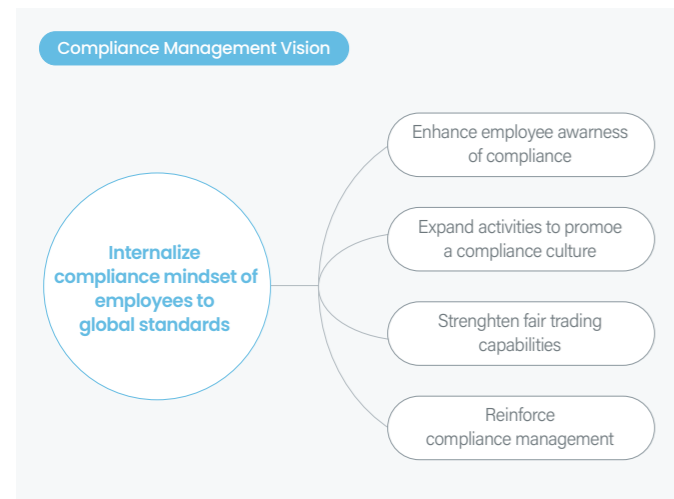 Compliance Management Vision
Internalize
compliance mindset of
employees to
global standards
Enhance employee awarness
of compliance
Expand activities to promoe
a compliance culture
Strenghten fair trading
capabilities
Reinforce
compliance management